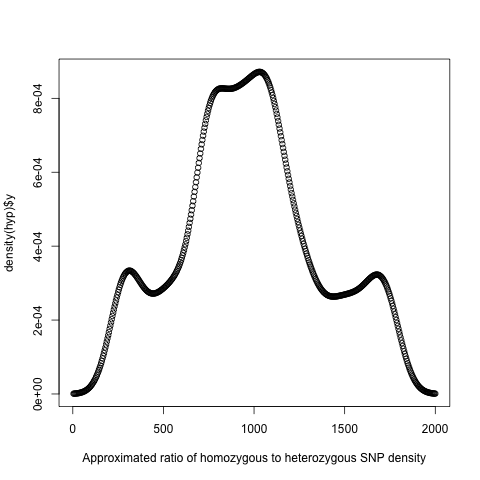 density(hyp)$y
8e-04
6e-04
4e-04
2e-04
0e+00
0 500 1000 1500 2000
Approximated ratio of homozygous to heterozygous SNP density